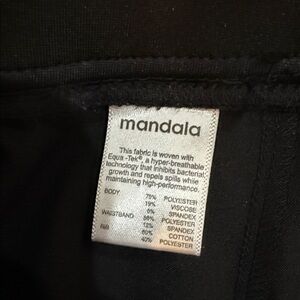 mandala
This fabric is woven with
Equa-Tek®, a hyper-breathable
technology that inhibits bacterial
growth and repels spills while
maintaining high-performance.
BODY 75% POLYESTER
19% VISCOSE
6% SPANDEX
WAISTBAND 88% POLYESTER
12% SPANDEX
RIB 60% COTTON
40% POLYESTER